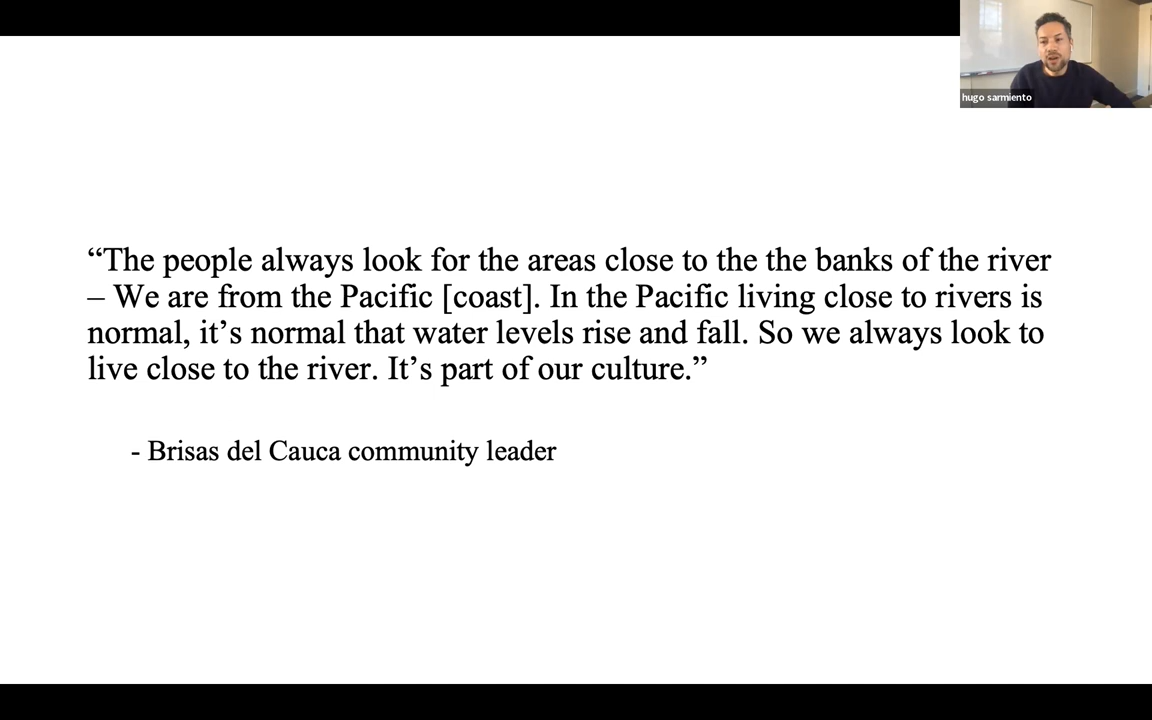 hugo sarmiento
“The people always look for the areas close to the the banks of the river
– We are from the Pacific [coast]. In the Pacific living close to rivers is
normal, it’s normal that water levels rise and fall. So we always look to
live close to the river. It’s part of our culture.”
- Brisas del Cauca community leader